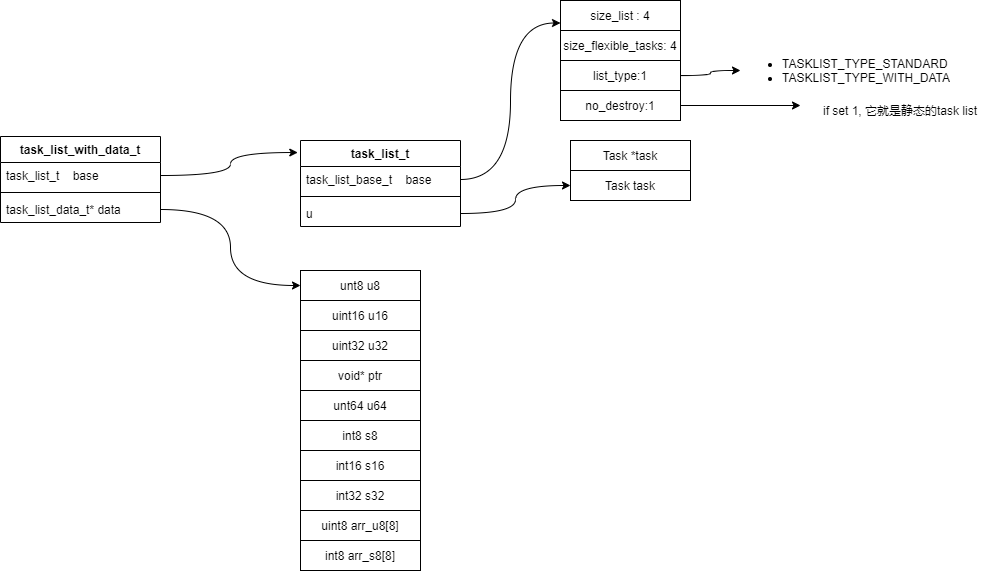 size_list : 4
size_flexible_tasks: 4
list_type:1
no_destroy:1
TASKLIST_TYPE_STANDARD
TASKLIST_TYPE_WITH_DATA
if set 1, 它就是静态的task list
task_list_with_data_t
task_list_t base
task_list_data_t* data
task_list_t
task_list_base_t base
u
Task *task
Task task
unt8 u8
uint16 u16
uint32 u32
void* ptr
unt64 u64
int8 s8
int16 s16
int32 s32
uint8 arr_u8[8]
int8 arr_s8[8]